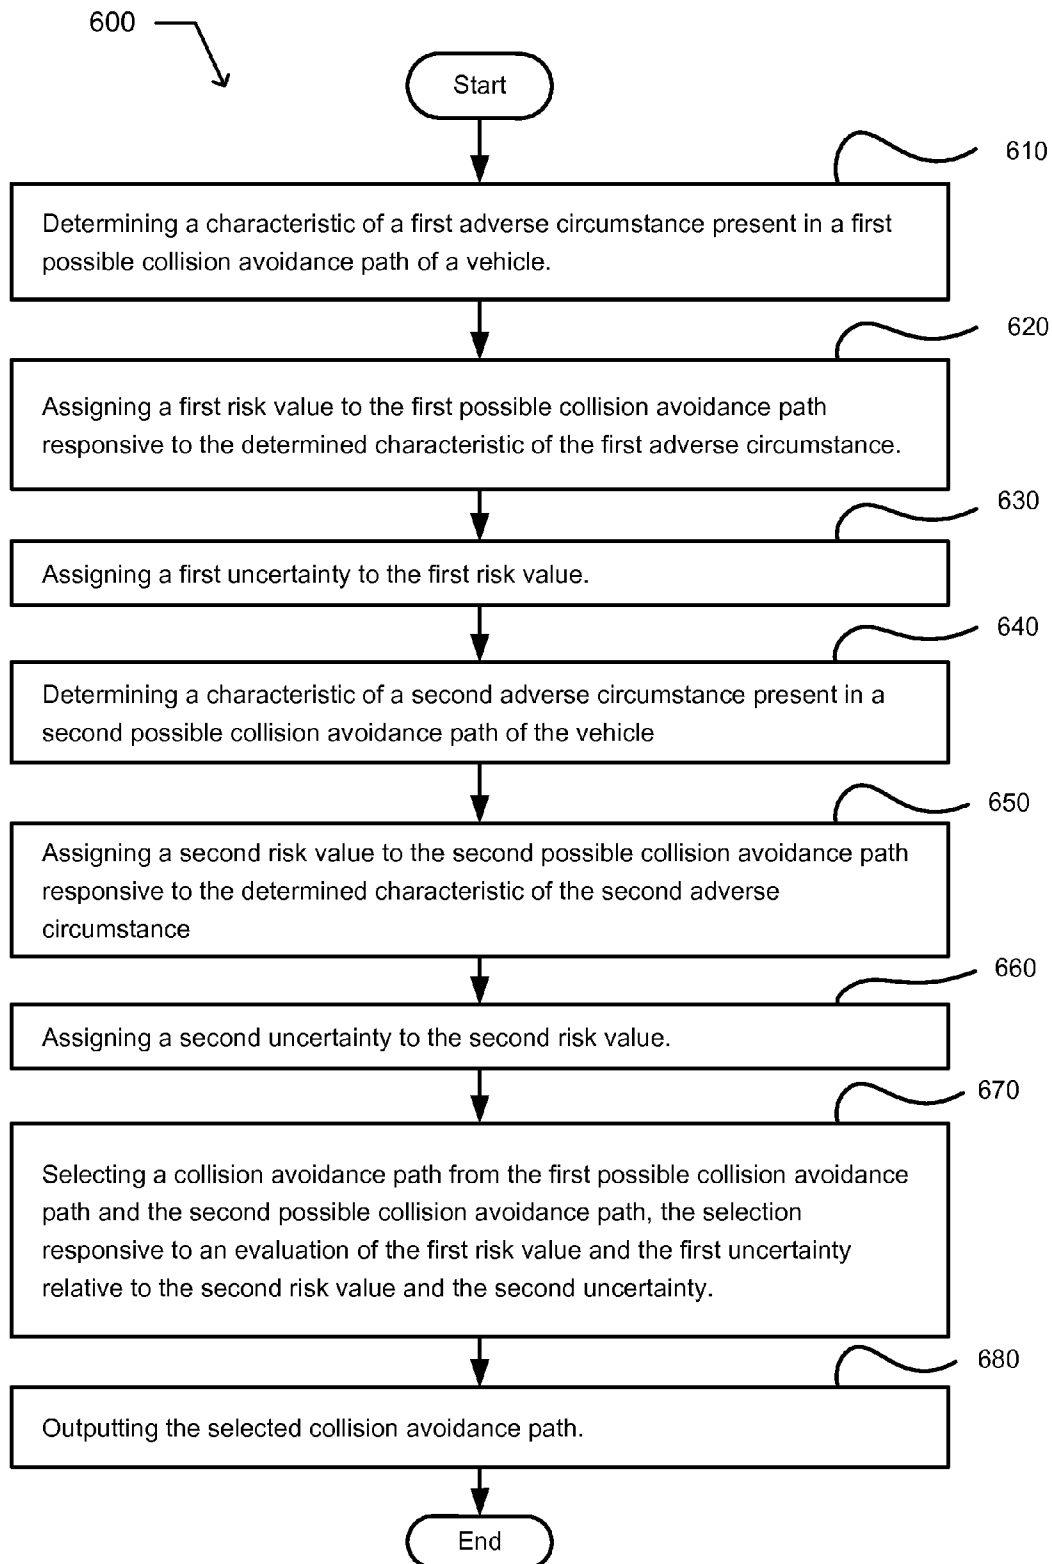 600
Start
610
Determining a characteristic of a first adverse circumstance present in a first
possible collision avoidance path of a vehicle.
620
Assigning a first risk value to the first possible collision avoidance path
responsive to the determined characteristic of the first adverse circumstance.
630
Assigning a first uncertainty to the first risk value.
640
Determining a characteristic of a second adverse circumstance present in a
second possible collision avoidance path of the vehicle
650
Assigning a second risk value to the second possible collision avoidance path
responsive to the determined characteristic of the second adverse
circumstance
660
Assigning a second uncertainty to the second risk value.
670
Selecting a collision avoidance path from the first possible collision avoidance
path and the second possible collision avoidance path, the selection
responsive to an evaluation of the first risk value and the first uncertainty
relative to the second risk value and the second uncertainty.
680
Outputting the selected collision avoidance path.
End